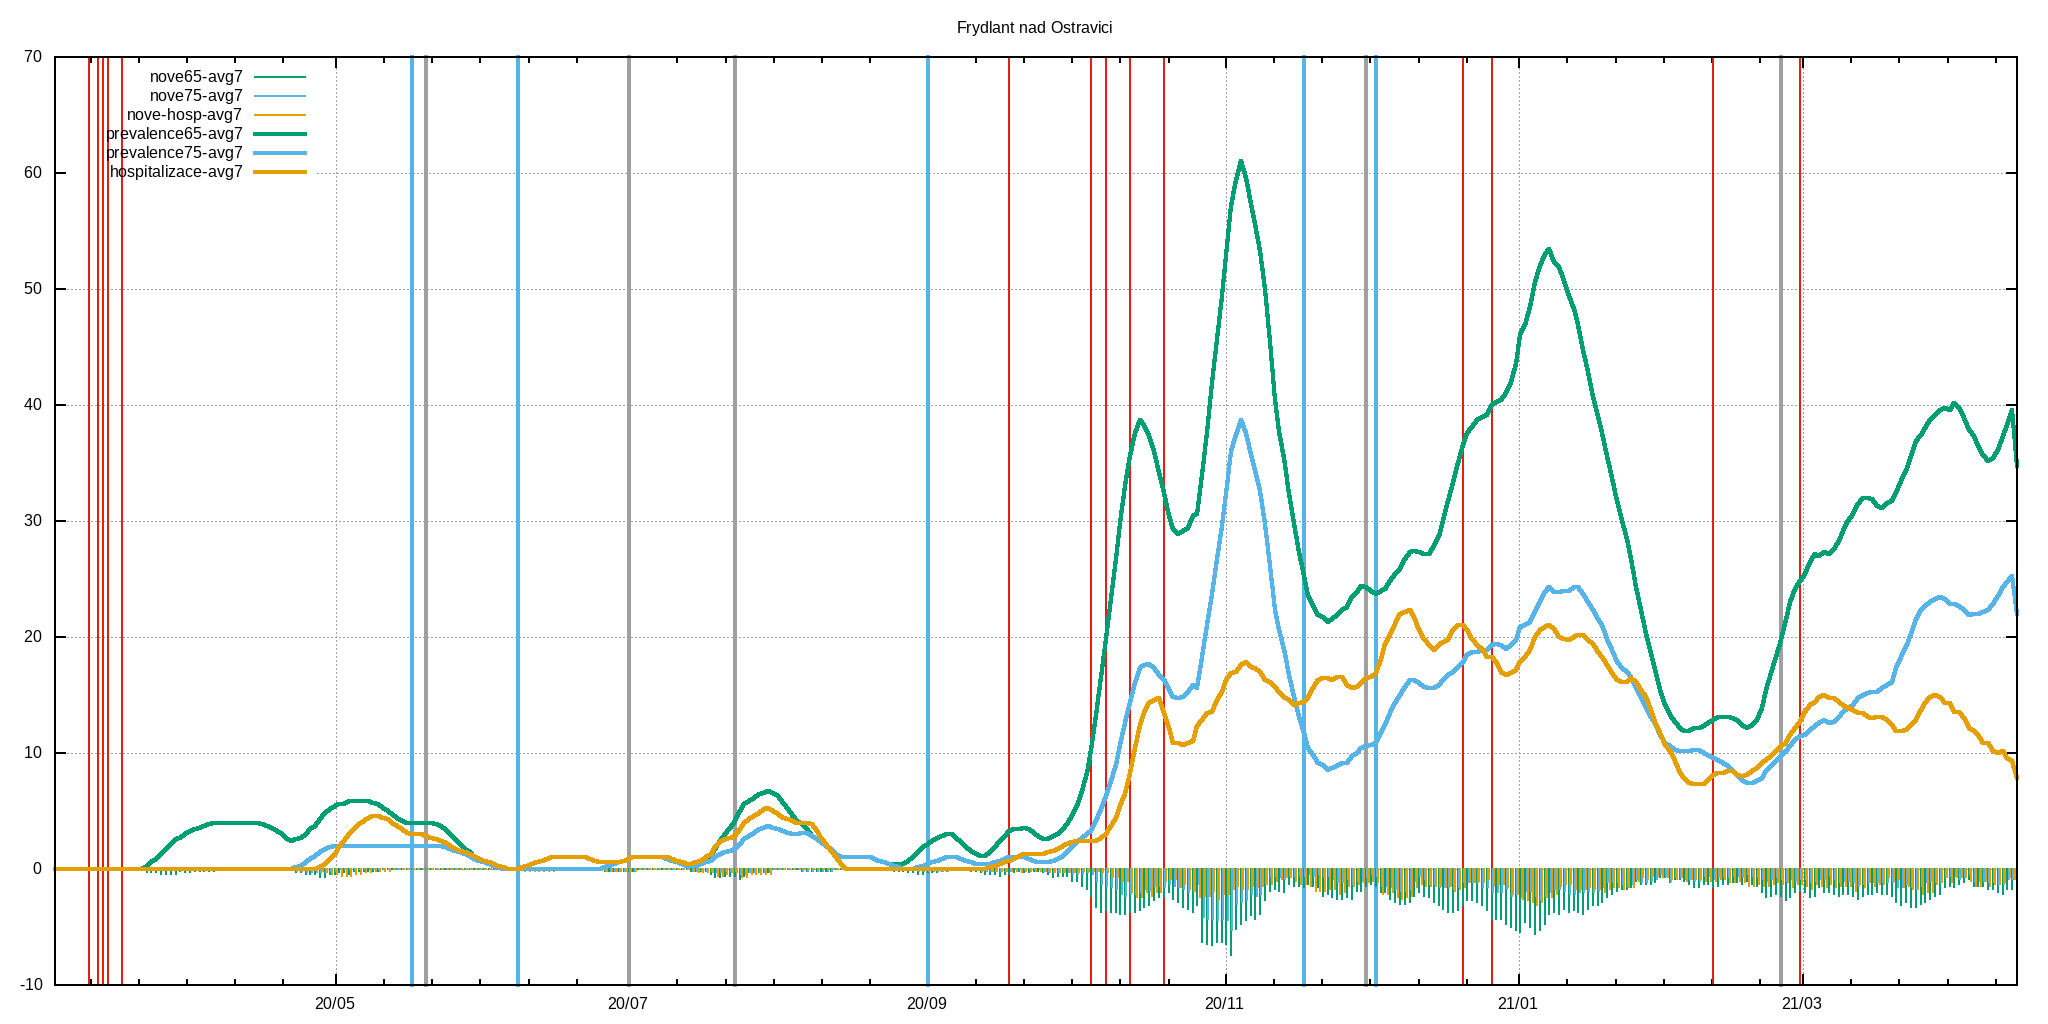 Frydlant nad Ostravici
70
60
50
40
30
20
10
0
-10
nove65-avg7
nove75-avg7
nove-hosp-avg7
prevalence65-avg7
prevalence75-avg7
hospitalizace-avg7
20/05 20/07 20/09 20/11 21/01 21/03